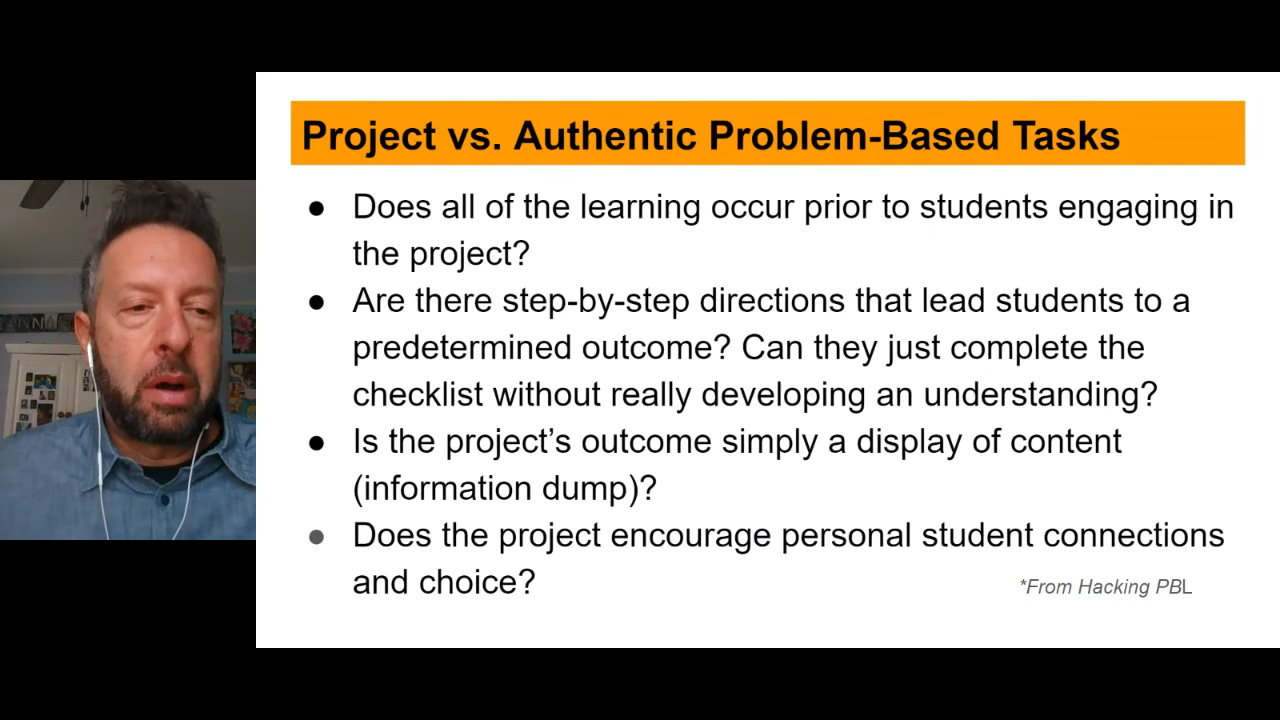 Project vs. Authentic Problem-Based Tasks
● Does all of the learning occur prior to students engaging in
the project?
● Are there step-by-step directions that lead students to a
predetermined outcome? Can they just complete the
checklist without really developing an understanding?
● Is the project’s outcome simply a display of content
(information dump)?
● Does the project encourage personal student connections
and choice?
*From Hacking PBL